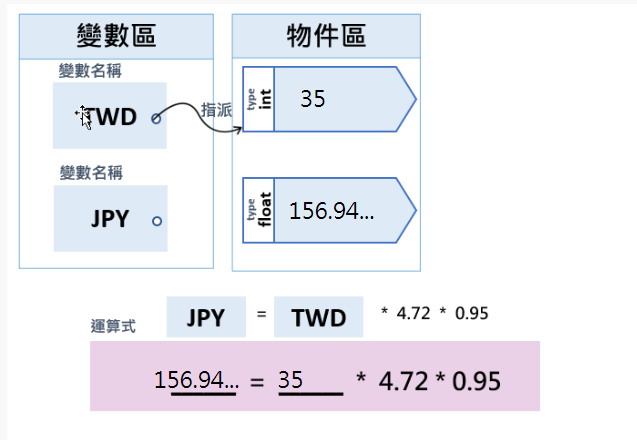 變數區
物件區
變數名稱
TWD
指派
type
int
35
變數名稱
JPY
type
float
156.94...
運算式
JPY = TWD * 4.72 * 0.95
156.94... = 35 * 4.72 * 0.95